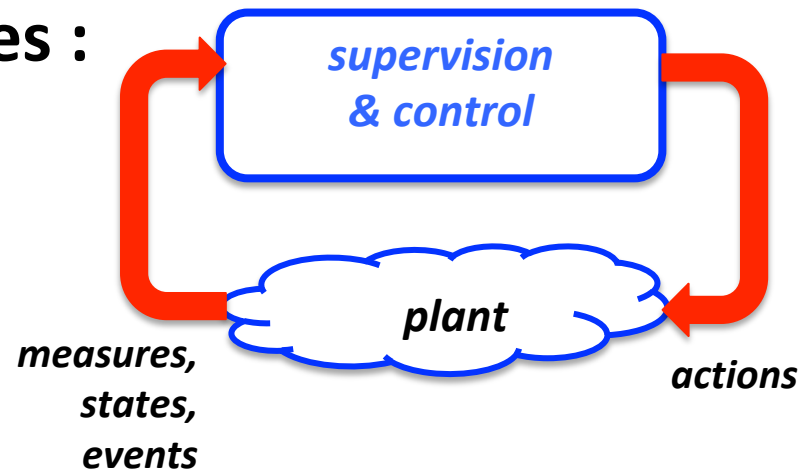 es :
supervision
& control
plant
measures,
states,
events
actions